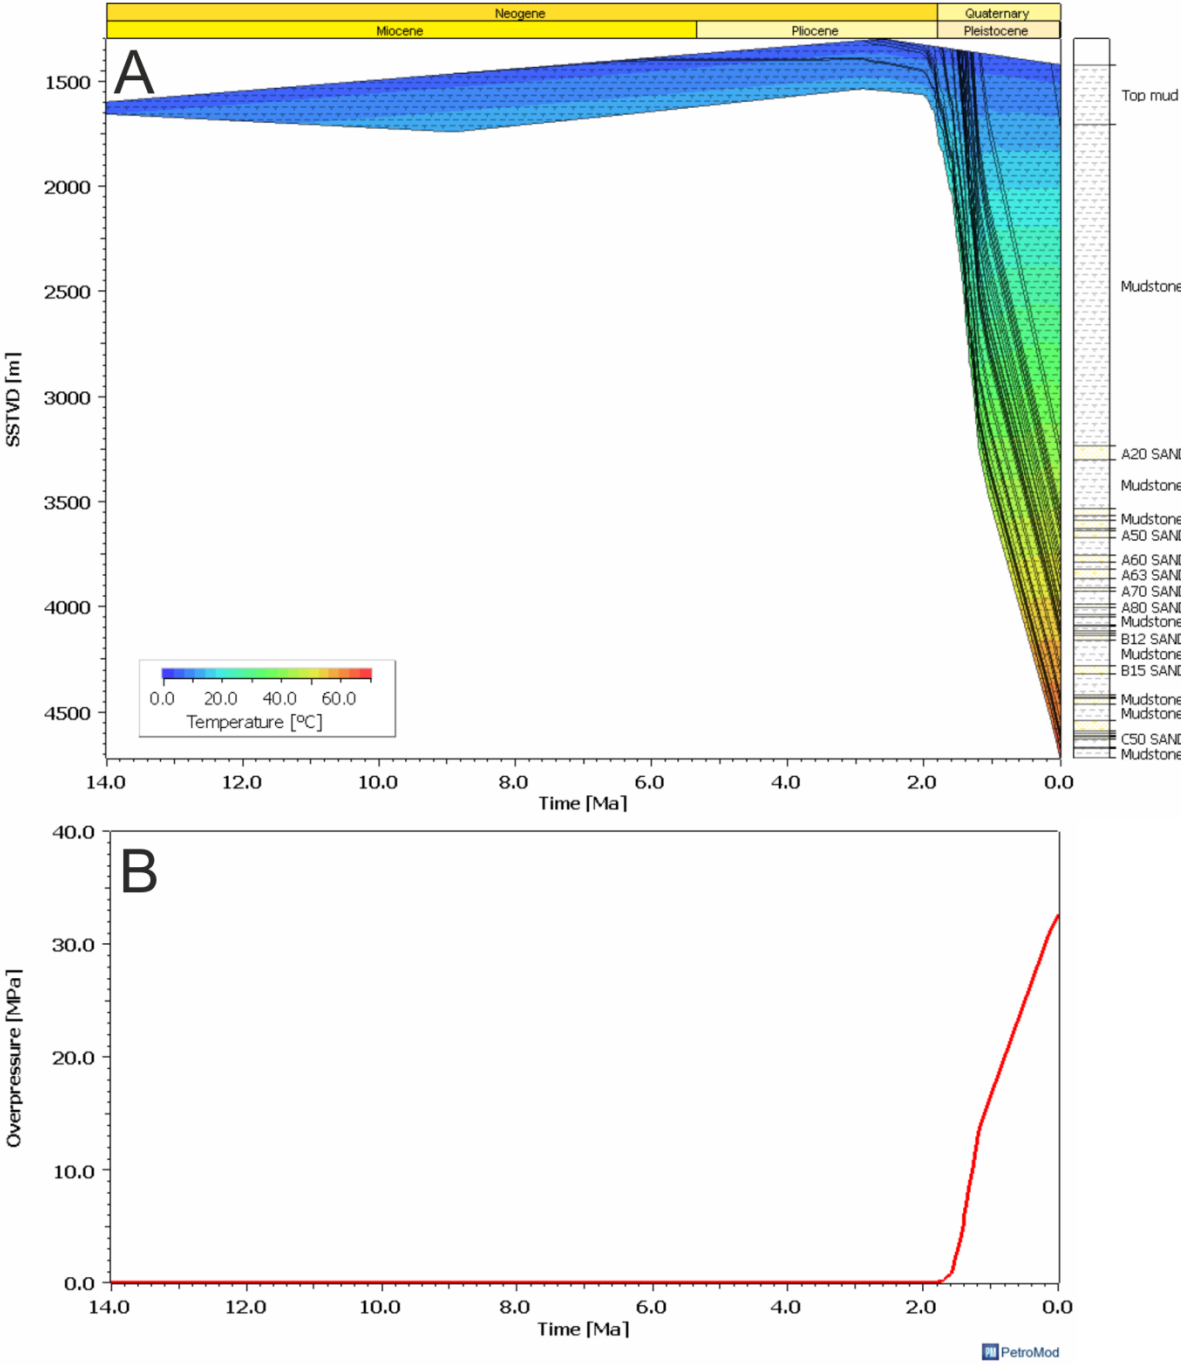 Neogene Quaternary
Miocene Pliocene Pleistocene
A
1500
2000
2500
3000
3500
4000
4500
SSTVD [m]
Top mud
Mudstone
A20 SAND
Mudstone
Mudstone
A50 SAND
A60 SAND
A63 SAND
A70 SAND
A80 SAND
Mudstone
B12 SAND
Mudstone
B15 SAND
Mudstone
Mudstone
C50 SAND
Mudstone
0.0 20.0 40.0 60.0
Temperature [ºC]
14.0 12.0 10.0 8.0 6.0 4.0 2.0 0.0
Time [Ma]
B
40.0
30.0
20.0
10.0
0.0
Overpressure [MPa]
14.0 12.0 10.0 8.0 6.0 4.0 2.0 0.0
Time [Ma]
PM PetroMod